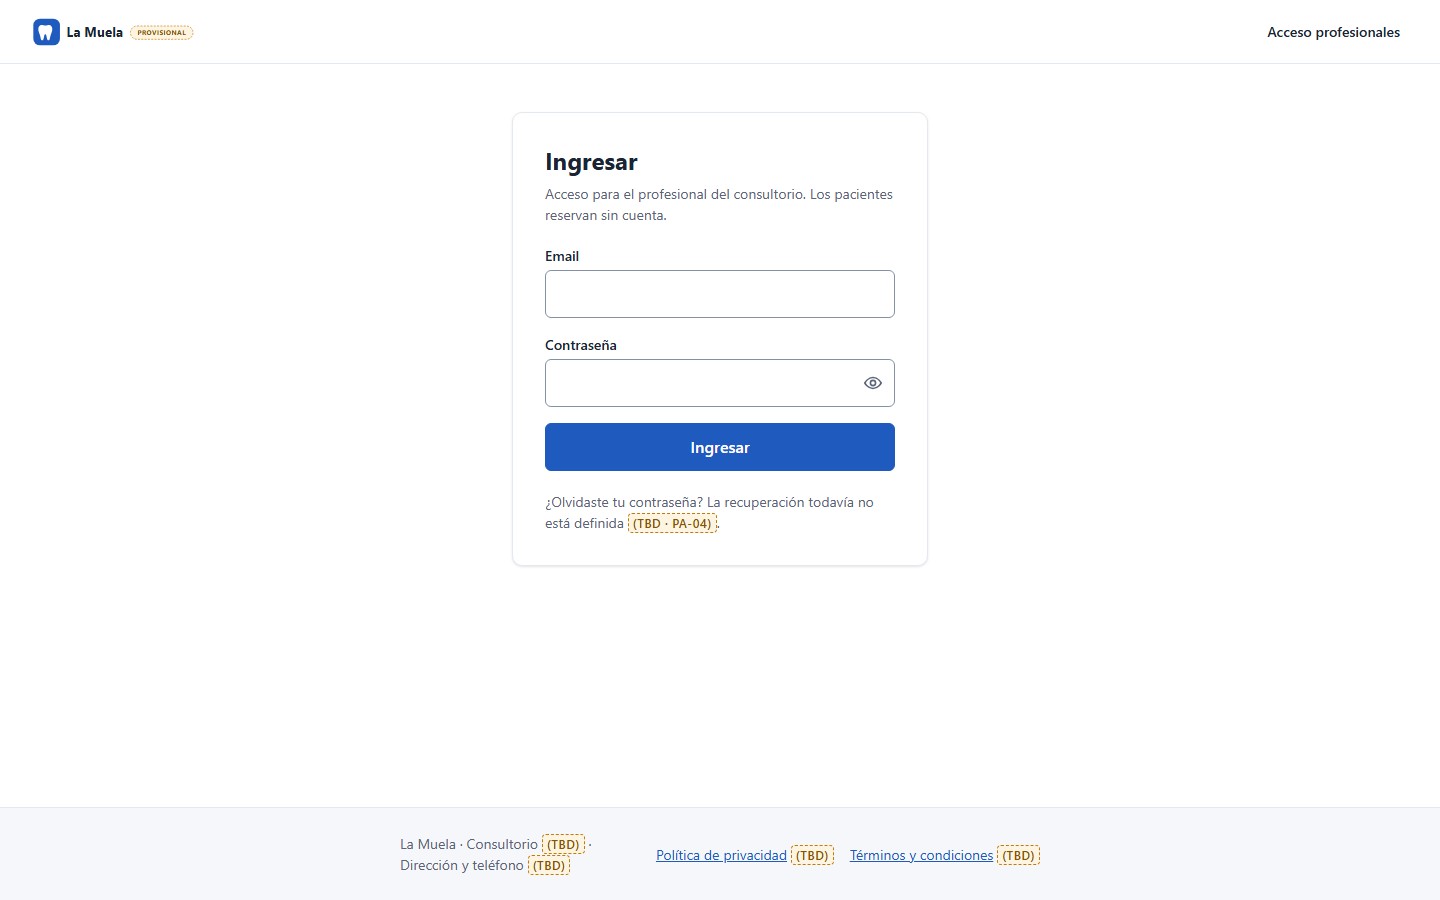 La Muela PROVISIONAL
Acceso profesionales
Ingresar
Acceso para el profesional del consultorio. Los pacientes
reservan sin cuenta.
Email
Contraseña
Ingresar
¿Olvidaste tu contraseña? La recuperación todavía no
está definida (TBD · PA-04).
La Muela · Consultorio (TBD) ·
Dirección y teléfono (TBD)
Política de privacidad (TBD) Términos y condiciones (TBD)